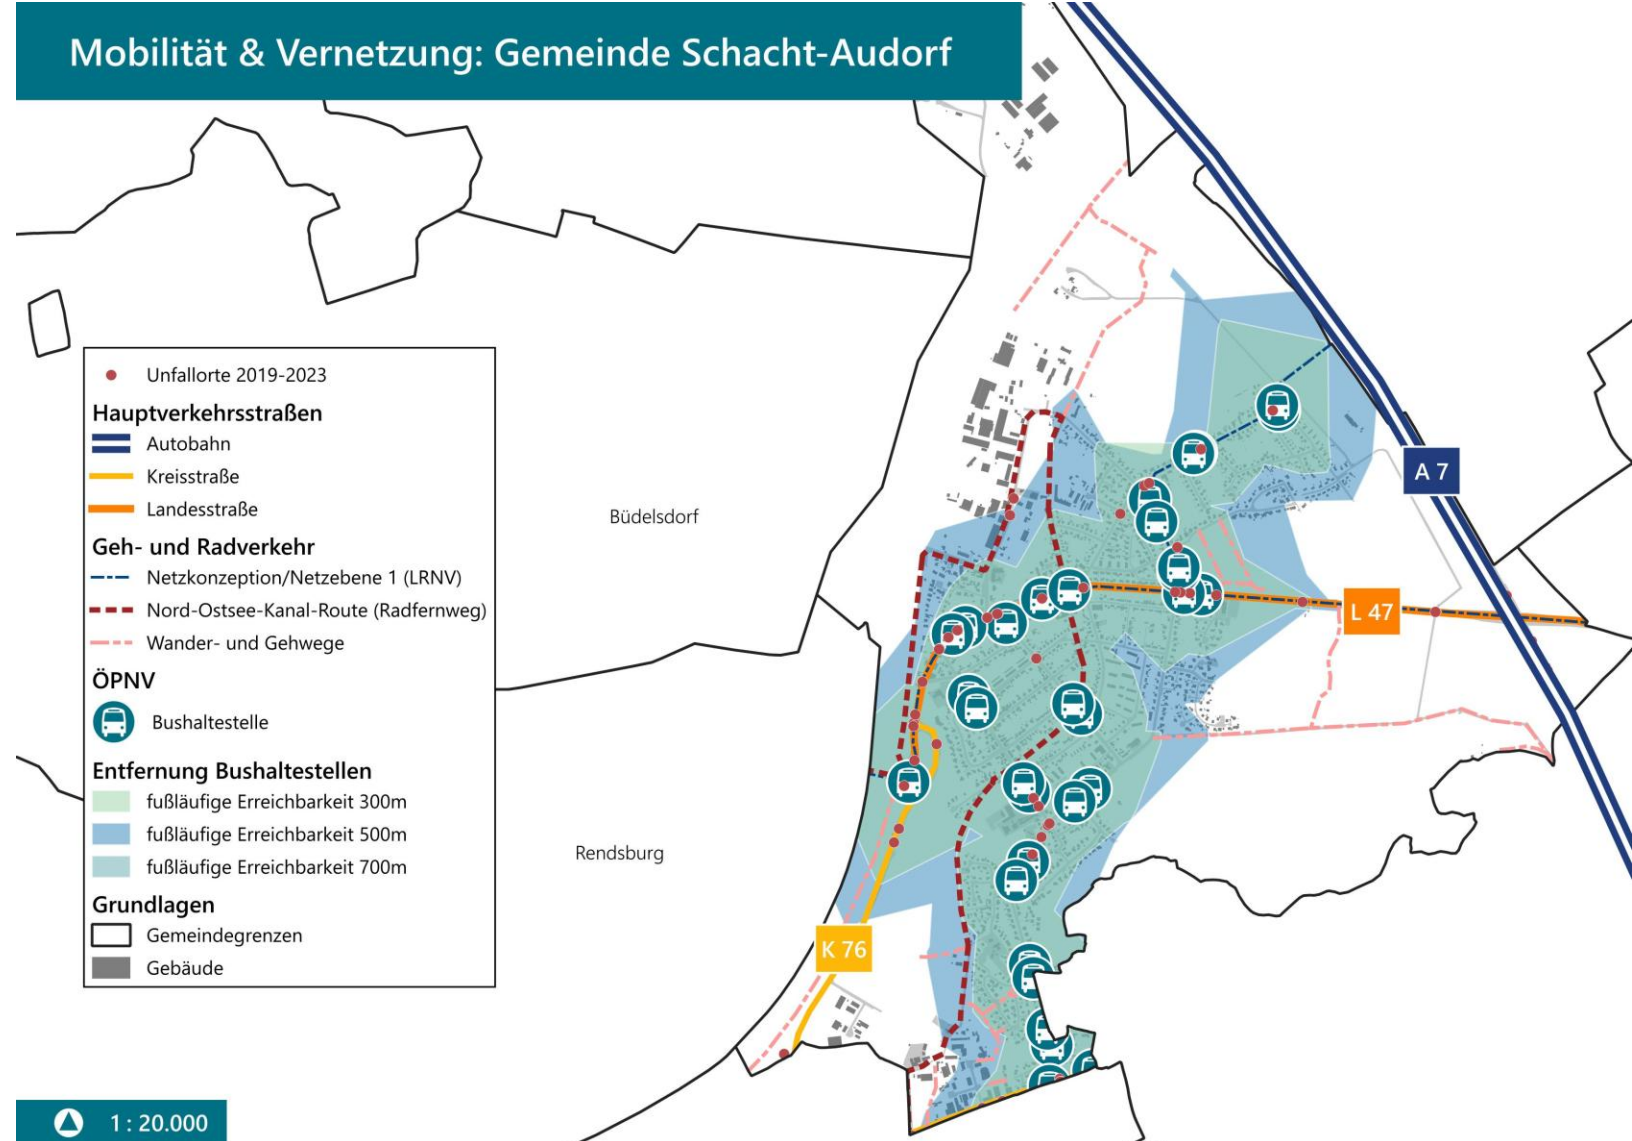 Mobilität & Vernetzung: Gemeinde Schacht-Audorf
Unfallorte 2019-2023
Hauptverkehrsstraßen
Autobahn
Kreisstraße
Landesstraße
Geh- und Radverkehr
Netzkonzeption/Netzebene 1 (LRNV)
Nord-Ostsee-Kanal-Route (Radfernweg)
Wander- und Gehwege
ÖPNV
Bushaltestelle
Entfernung Bushaltestellen
fußläufige Erreichbarkeit 300m
fußläufige Erreichbarkeit 500m
fußläufige Erreichbarkeit 700m
Grundlagen
Gemeindegrenzen
Gebäude
Büdelsdorf
Rendsburg
A 7
L 47
K 76
1 : 20.000